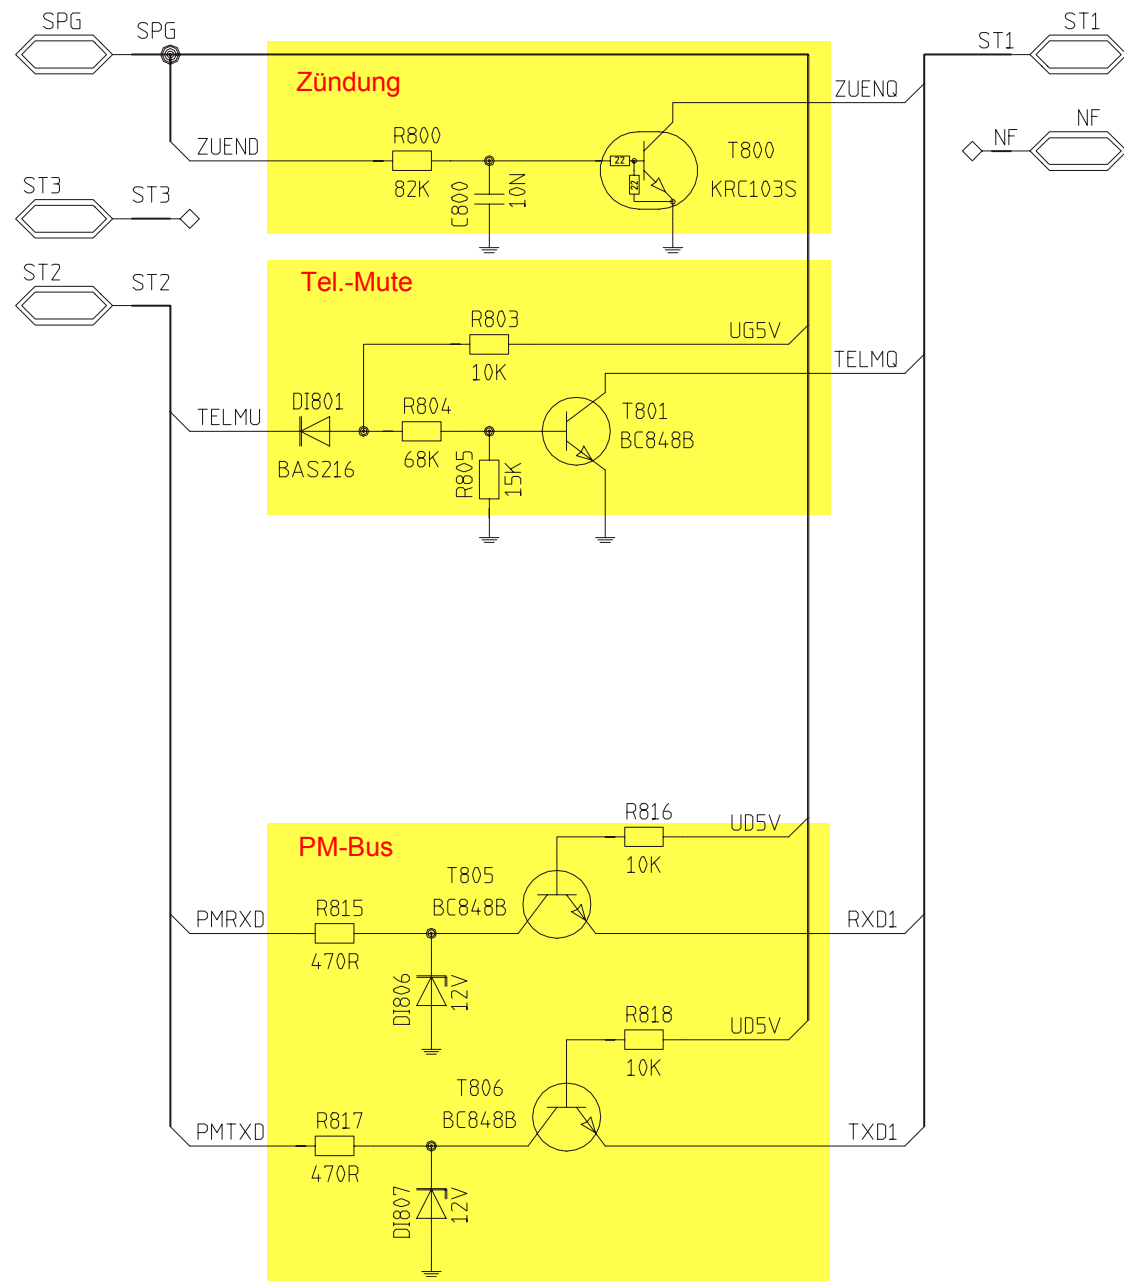 SPG
SPG
ST1
ST1
Zündung
ZUENQ
NF
NF
R800
T800
ZUEND
22
22
82K
C800
10N
KRC103S
ST3
ST3
ST2
ST2
Tel.-Mute
R803
UG5V
TELMQ
10K
DI801
R804
T801
TELMU
BC848B
68K
BAS216
R805
15K
R816
UD5V
PM-Bus
10K
T805
R815
BC848B
PMRXD
RXD1
470R
DI806
12V
R818
UD5V
10K
T806
R817
BC848B
PMTXD
TXD1
470R
DI807
12V